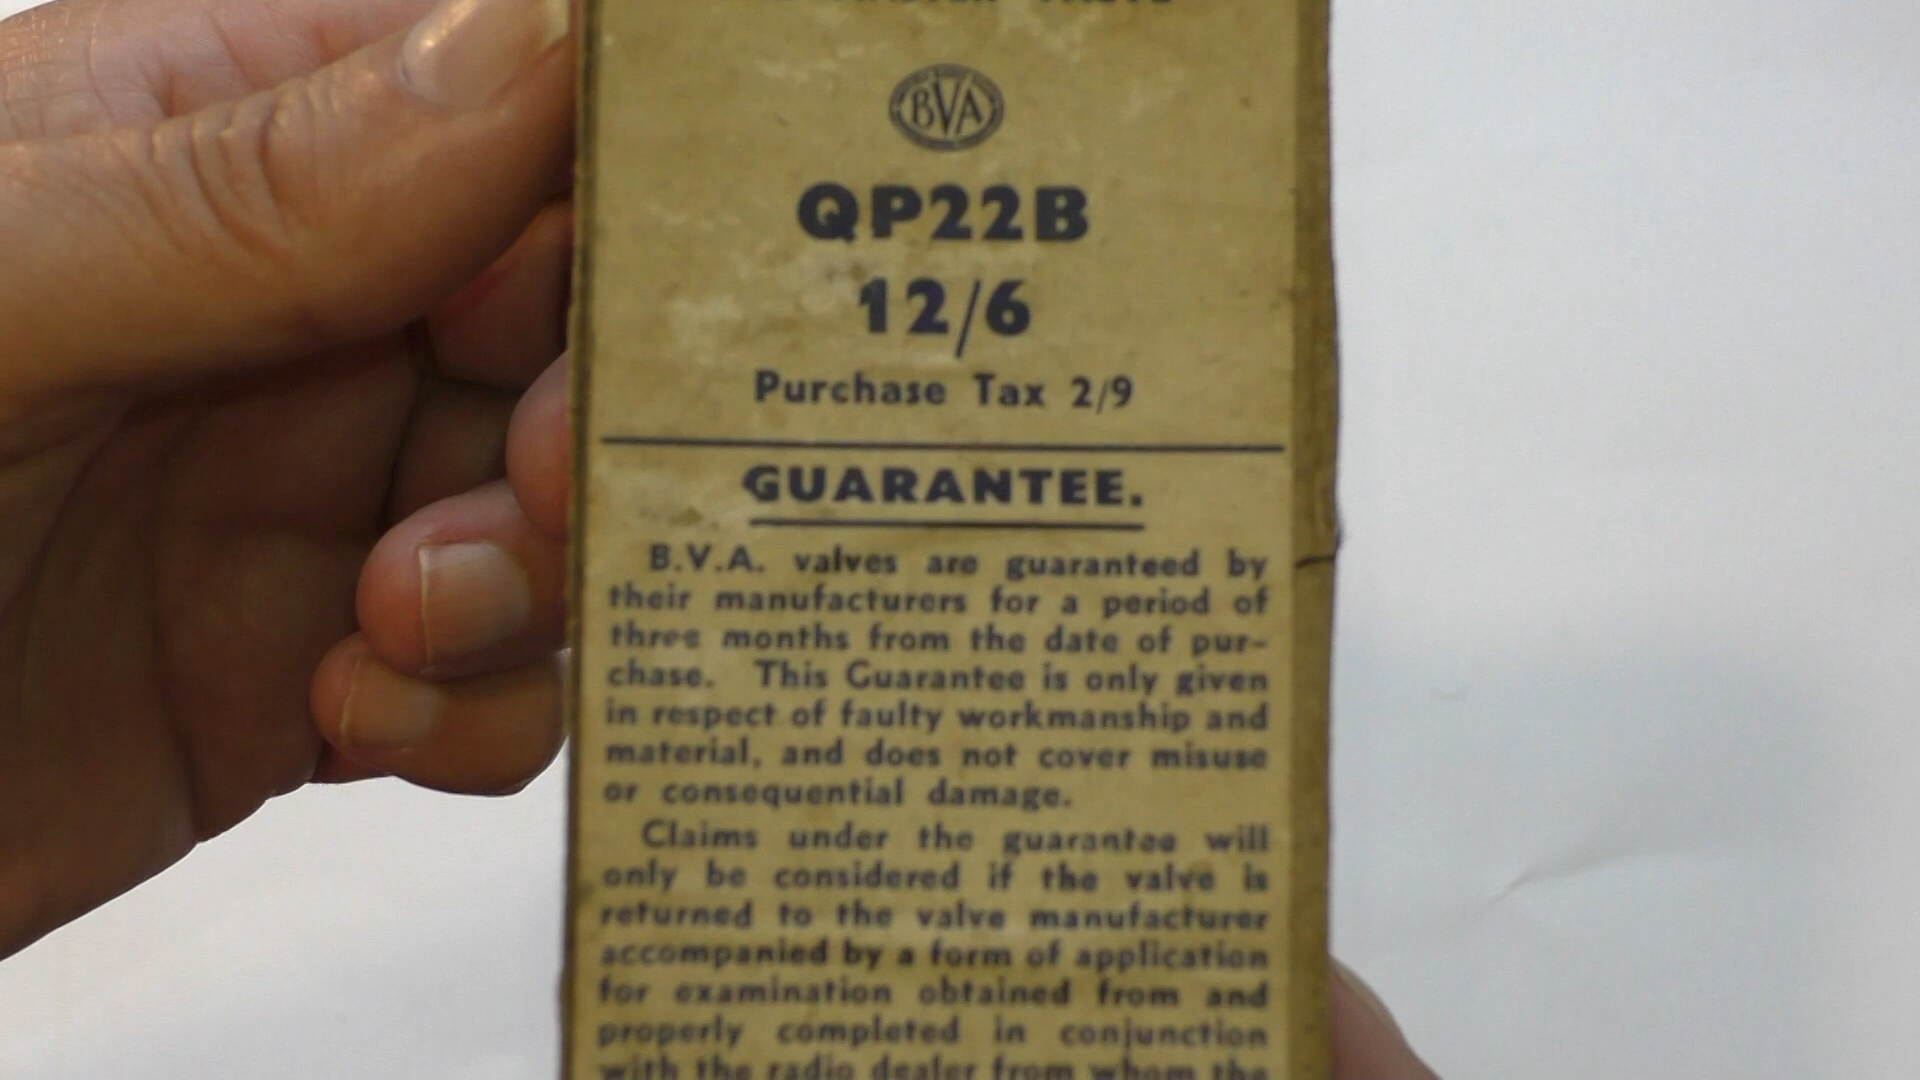 BVA
QP22B
12/6
Purchase Tax 2/9
GUARANTEE.
B.V.A. valves are guaranteed by
their manufacturers for a period of
three months from the date of pur-
chase. This Guarantee is only given
in respect of faulty workmanship and
material, and does not cover misuse
or consequential damage.
Claims under the guarantee will
only be considered if the valve is
returned to the valve manufacturer
accompanied by a form of application
for examination obtained from and
properly completed in conjunction
with the radio dealer from whom the